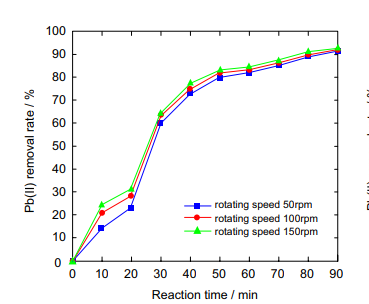 100
90
80
70
60
50
40
30
20
10
0
Pb(II) removal rate / %
rotating speed 50rpm
rotating speed 100rpm
rotating speed 150rpm
0 10 20 30 40 50 60 70 80 90
Reaction time / min